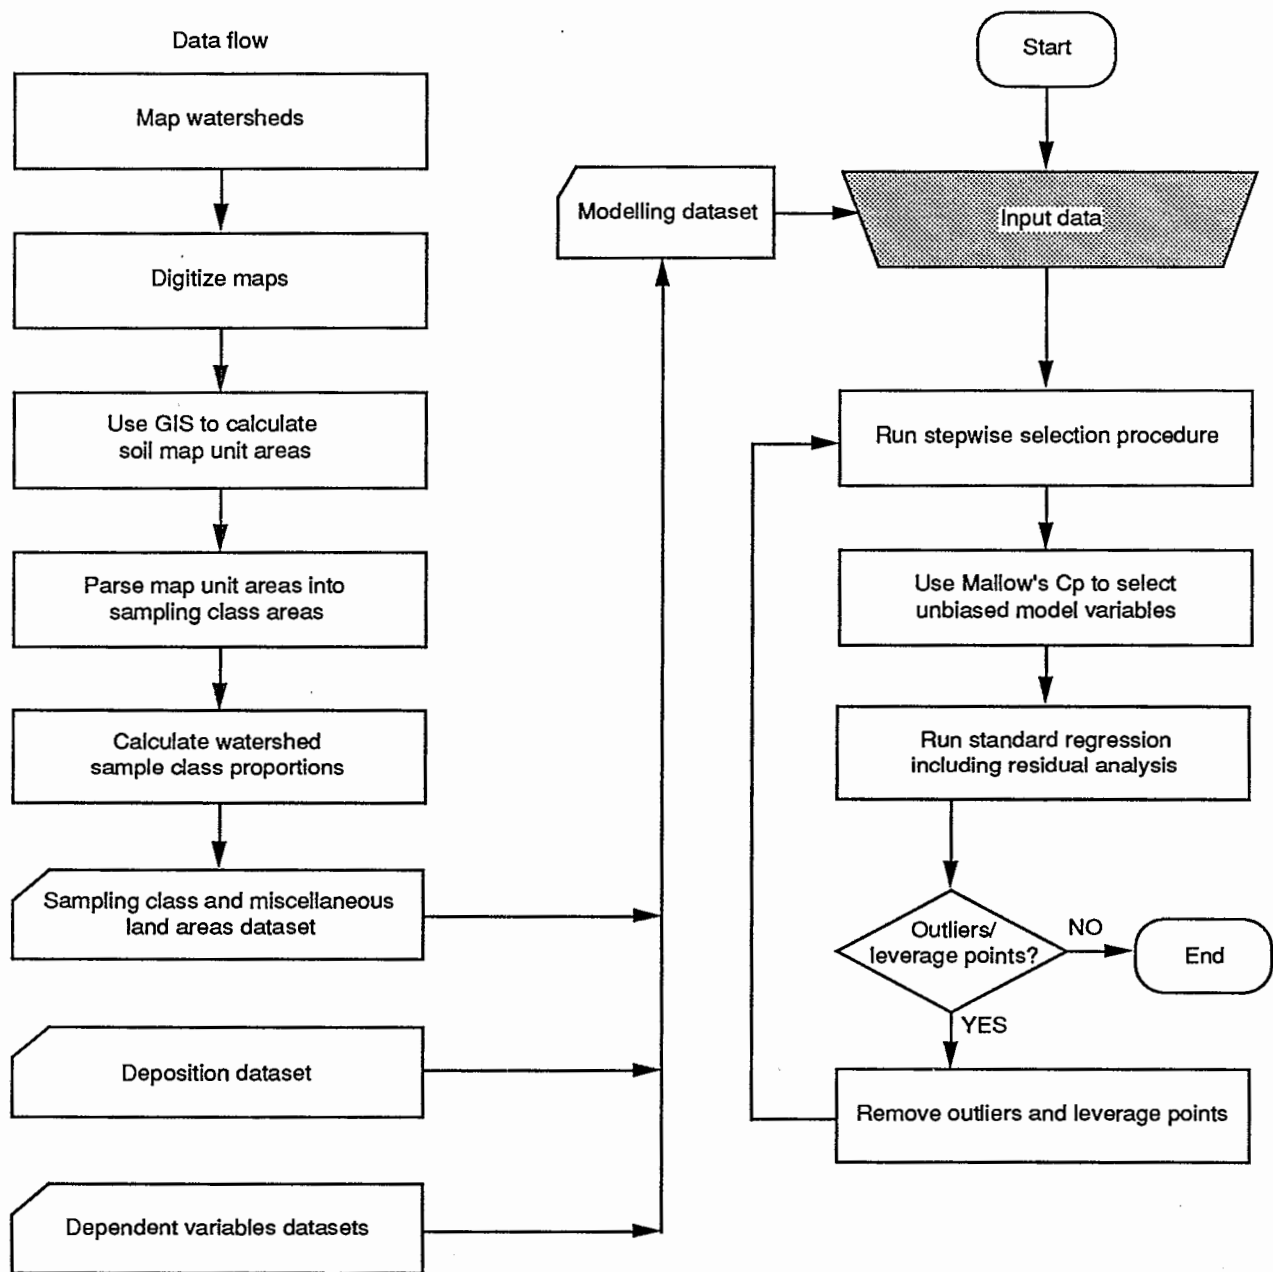 Data flow
Map watersheds
Digitize maps
Use GIS to calculate
soil map unit areas
Parse map unit areas into
sampling class areas
Calculate watershed
sample class proportions
Sampling class and miscellaneous
land areas dataset
Deposition dataset
Dependent variables datasets
Modelling dataset
Start
Input data
Run stepwise selection procedure
Use Mallow's Cp to select
unbiased model variables
Run standard regression
including residual analysis
Outliers/
leverage points?
NO
End
YES
Remove outliers and leverage points